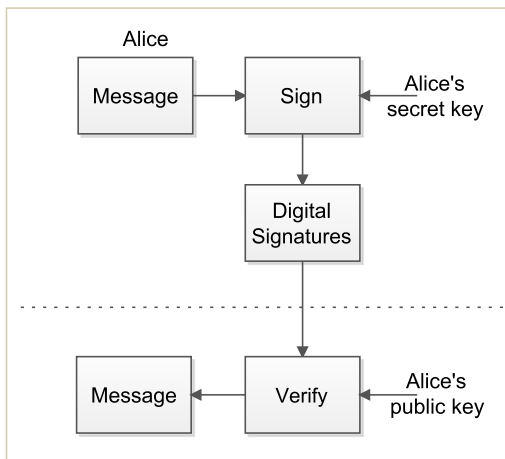 Alice
Message
Sign
Alice's
secret key
Digital
Signatures
Message
Verify
Alice's
public key